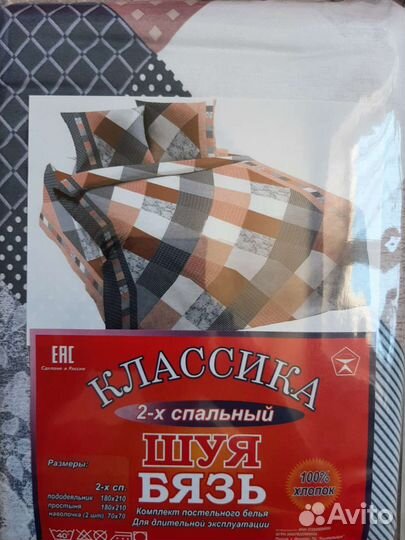 EAC
Сделано в России
КЛАССИКА
2-х спальный
ШУЯ
БЯЗЬ
Размеры:
2-х сп.
пододеяльник 180х210
простыня 180х210
наволочка (2 шт) 70х70
100%
ХЛОПОК
Комплект постельного белья
Для длительной эксплуатации
40°
Avito